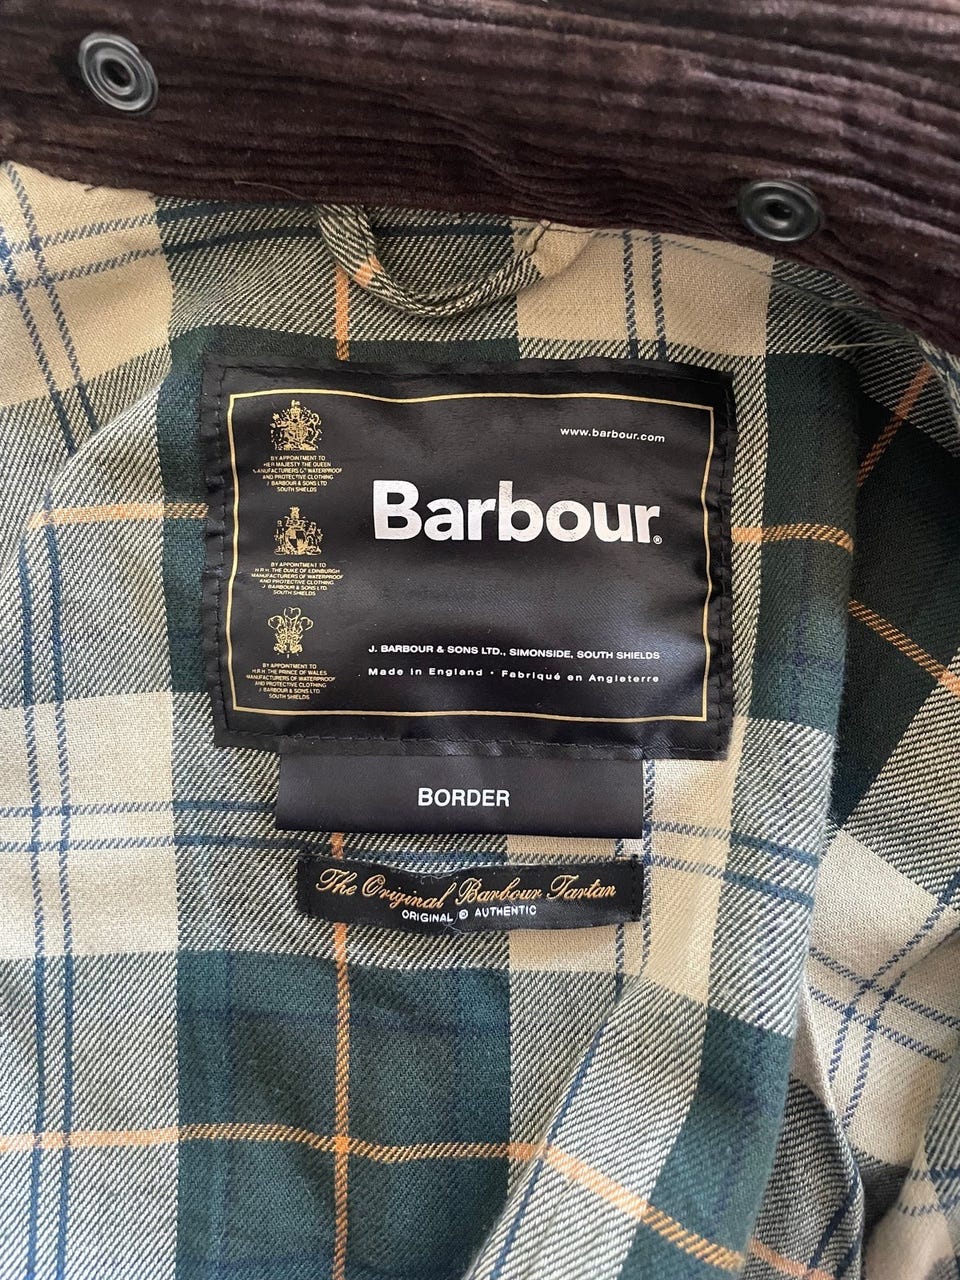 www.barbour.com
BY APPOINTMENT TO
HER MAJESTY THE QUEEN
MANUFACTURERS OF WATERPROOF
AND PROTECTIVE CLOTHING
J. BARBOUR & SONS LTD
SOUTH SHIELDS
Barbour®
BY APPOINTMENT TO
H.R.H. THE DUKE OF EDINBURGH
MANUFACTURERS OF WATERPROOF
AND PROTECTIVE CLOTHING
J. BARBOUR & SONS LTD
SOUTH SHIELDS
BY APPOINTMENT TO
H.R.H. THE PRINCE OF WALES
MANUFACTURERS OF WATERPROOF
AND PROTECTIVE CLOTHING
J. BARBOUR & SONS LTD
SOUTH SHIELDS
J. BARBOUR & SONS LTD., SIMONSIDE, SOUTH SHIELDS
Made in England · Fabriqué en Angleterre
BORDER
The Original Barbour Tartan
ORIGINAL @ AUTHENTIC